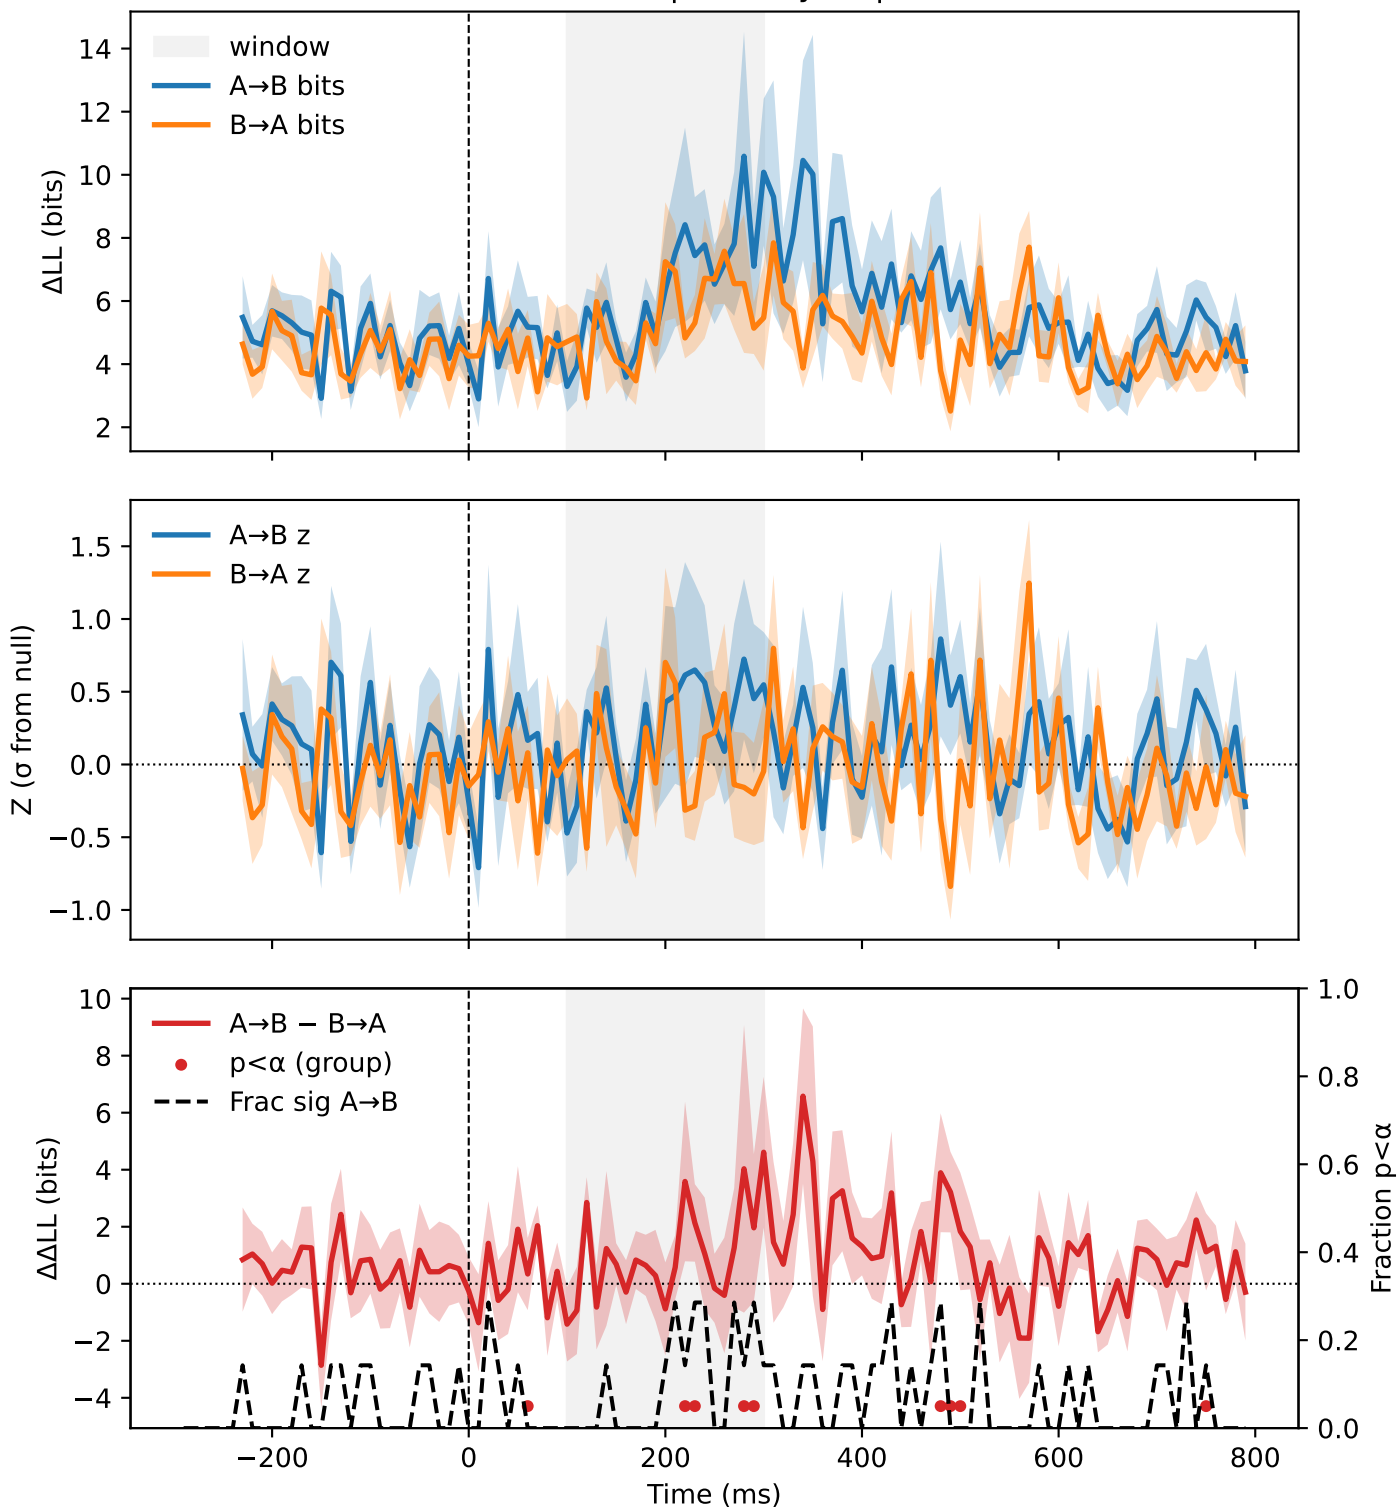 14
12
10
8
6
4
2
ΔLL (bits)
window
A→B bits
B→A bits
1.5
1.0
0.5
0.0
−0.5
−1.0
Z (σ from null)
A→B z
B→A z
10
8
6
4
2
0
−2
−4
ΔΔLL (bits)
A→B − B→A
p<α (group)
Frac sig A→B
1.0
0.8
0.6
0.4
0.2
0.0
Fraction p<α
−200 0 200 400 600 800
Time (ms)